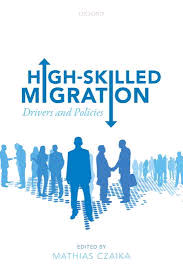 OXFORD
HIGH-SKILLED
MIGRATION
Drivers and Policies
EDITED BY
MATHIAS CZAIKA